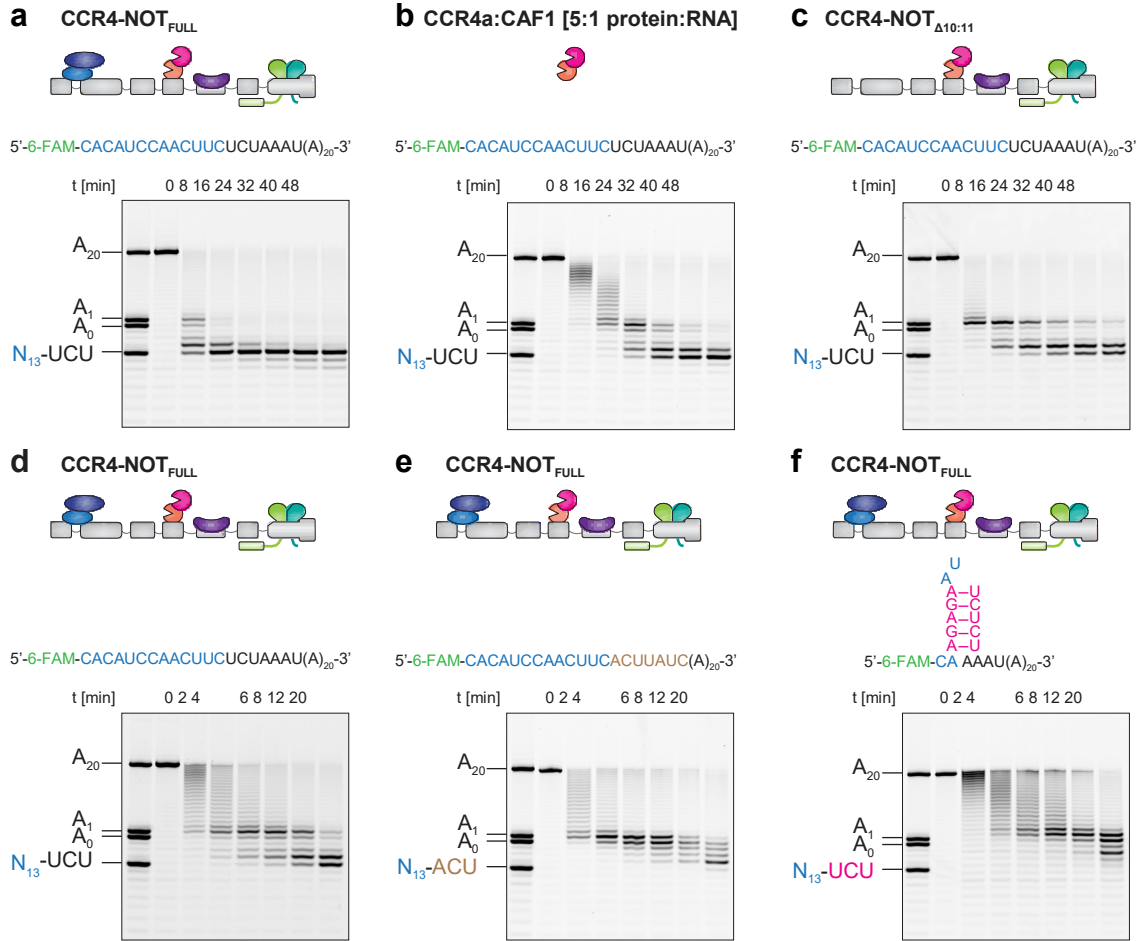 a CCR4-NOTFULL
5'-6-FAM-CACAUCCAACUUCUCUAAAU(A)20-3'
t [min] 0 8 16 24 32 40 48
A20
A1
A0
N13-UCU
b CCR4a:CAF1 [5:1 protein:RNA]
5'-6-FAM-CACAUCCAACUUCUCUAAAU(A)20-3'
t [min] 0 8 16 24 32 40 48
A20
A1
A0
N13-UCU
c CCR4-NOTΔ10:11
5'-6-FAM-CACAUCCAACUUCUCUAAAU(A)20-3'
t [min] 0 8 16 24 32 40 48
A20
A1
A0
N13-UCU
d CCR4-NOTFULL
5'-6-FAM-CACAUCCAACUUCUCUAAAU(A)20-3'
t [min] 0 2 4 6 8 12 20
A20
A1
A0
N13-UCU
e CCR4-NOTFULL
5'-6-FAM-CACAUCCAACUUCACUUAUC(A)20-3'
t [min] 0 2 4 6 8 12 20
A20
A1
A0
N13-ACU
f CCR4-NOTFULL
U
A
A–U
G–C
A–U
G–C
A–U
5'-6-FAM-CA AAAU(A)20-3'
t [min] 0 2 4 6 8 12 20
A20
A1
A0
N13-UCU